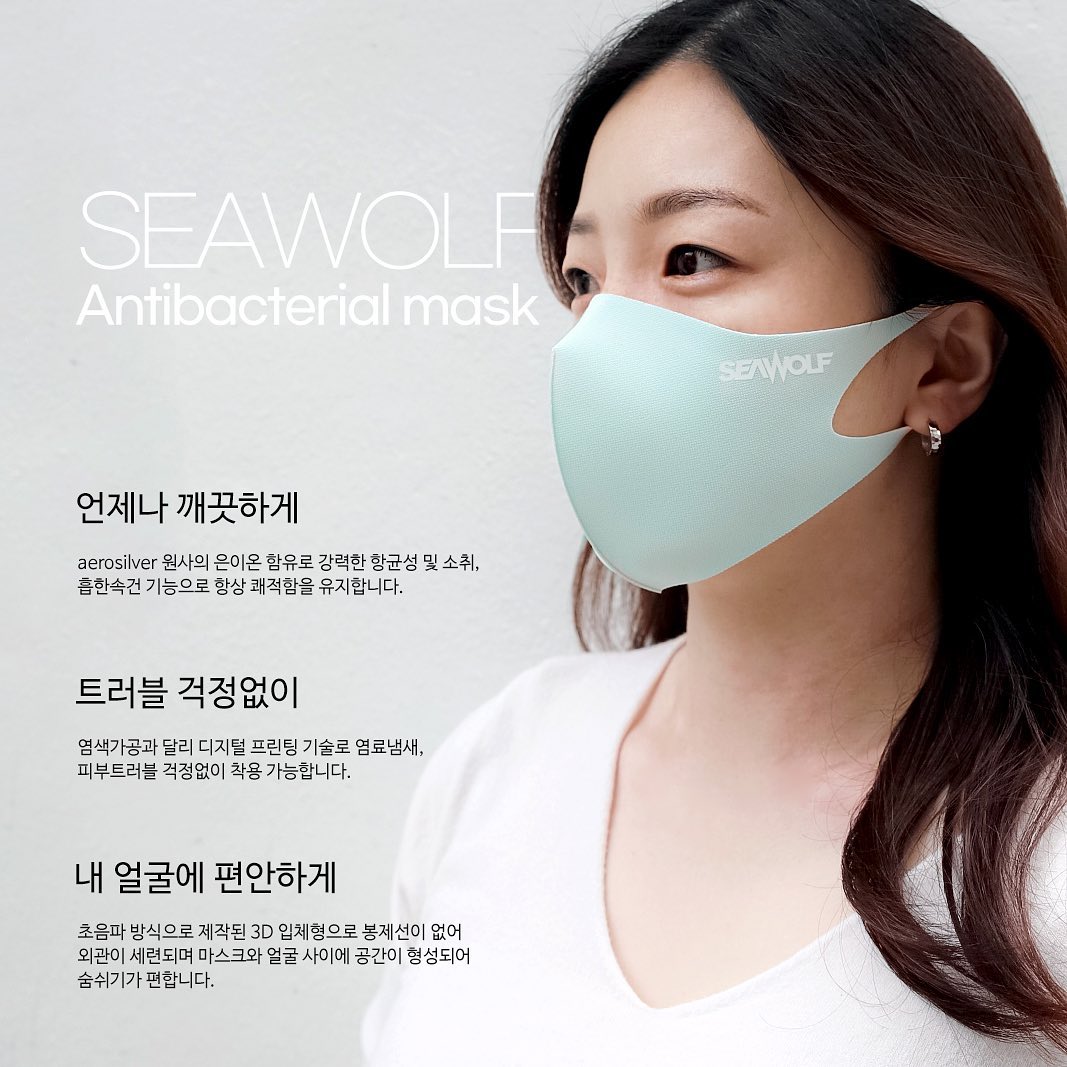 SEAWOLF
Antibacterial mask
SEAWOLF
언제나 깨끗하게
aerosilver 원사의 은이온 함유로 강력한 항균성 및 소취,
흡한속건 기능으로 항상 쾌적함을 유지합니다.
트러블 걱정없이
염색가공과 달리 디지털 프린팅 기술로 염료냄새,
피부트러블 걱정없이 착용 가능합니다.
내 얼굴에 편안하게
초음파 방식으로 제작된 3D 입체형으로 봉제선이 없어
외관이 세련되며 마스크와 얼굴 사이에 공간이 형성되어
숨쉬기가 편합니다.